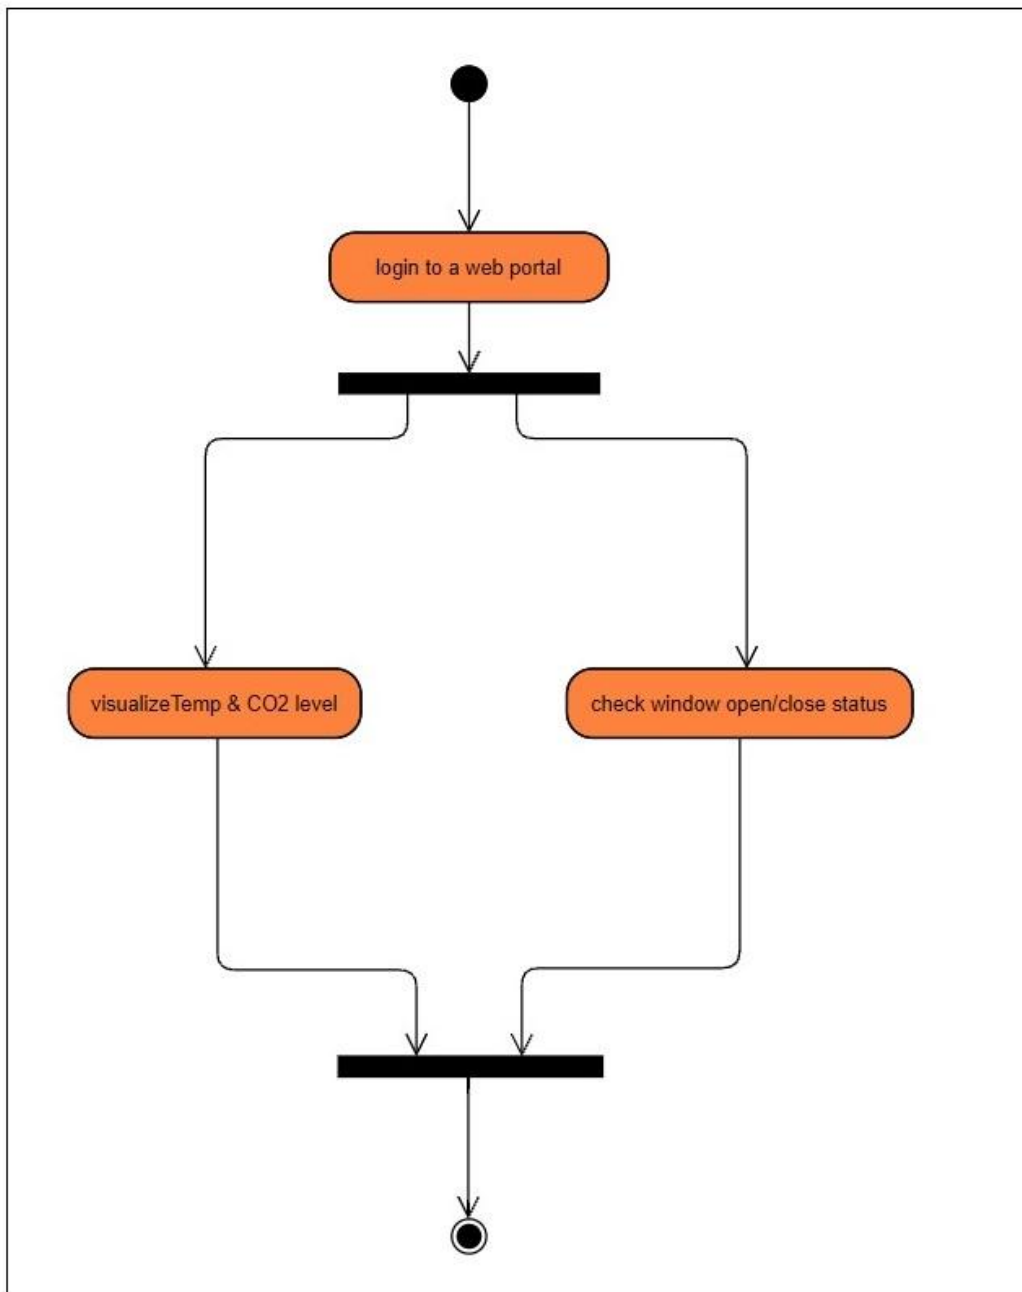 login to a web portal
visualizeTemp & CO2 level
check window open/close status